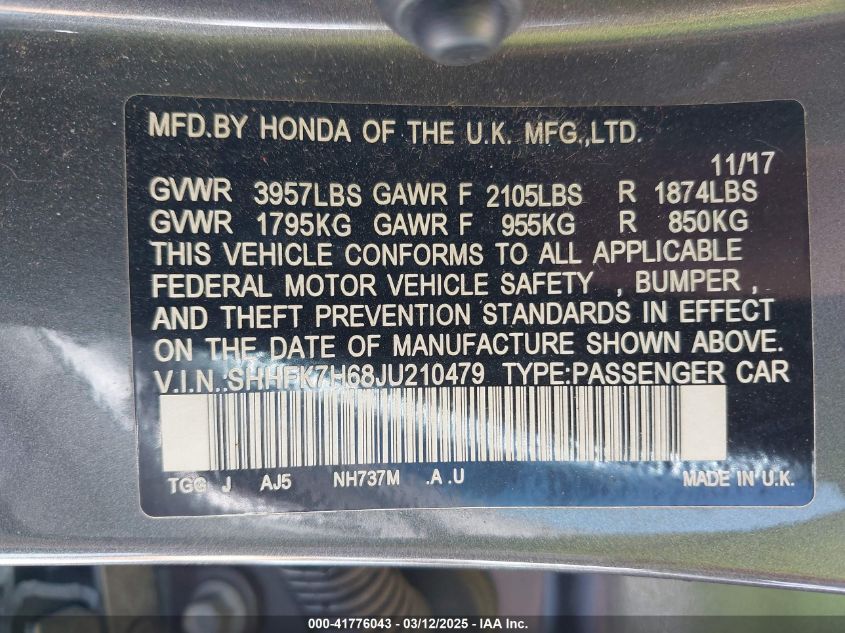 MFD.BY HONDA OF THE U.K. MFG.,LTD.
11/17
GVWR 3957LBS GAWR F 2105LBS R 1874LBS
GVWR 1795KG GAWR F 955KG R 850KG
THIS VEHICLE CONFORMS TO ALL APPLICABLE
FEDERAL MOTOR VEHICLE SAFETY , BUMPER ,
AND THEFT PREVENTION STANDARDS IN EFFECT
ON THE DATE OF MANUFACTURE SHOWN ABOVE.
V.I.N.:SHHFK7H68JU210479 TYPE:PASSENGER CAR
TGG J AJ5 NH737M .A .U MADE IN U.K.
000-41776043 - 03/12/2025 - IAAI.com